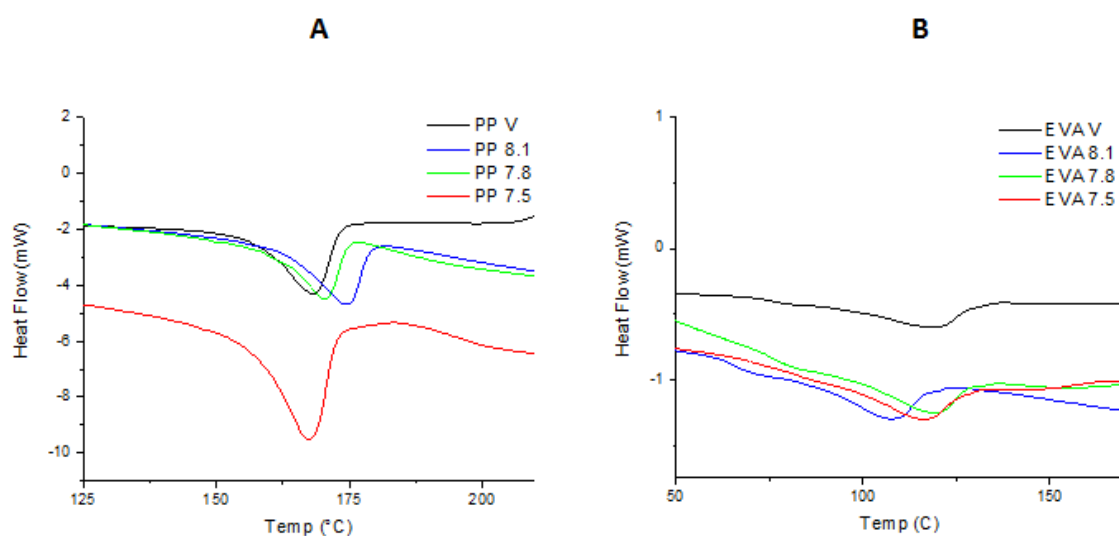 A
B
2
0
-2
-4
-6
-8
-10
125
150
175
200
Heat Flow (mW)
Temp (°C)
PP V
PP 8.1
PP 7.8
PP 7.5
1
0
-1
50
100
150
Heat Flow (mW)
Temp (C)
EVA V
EVA 8.1
EVA 7.8
EVA 7.5